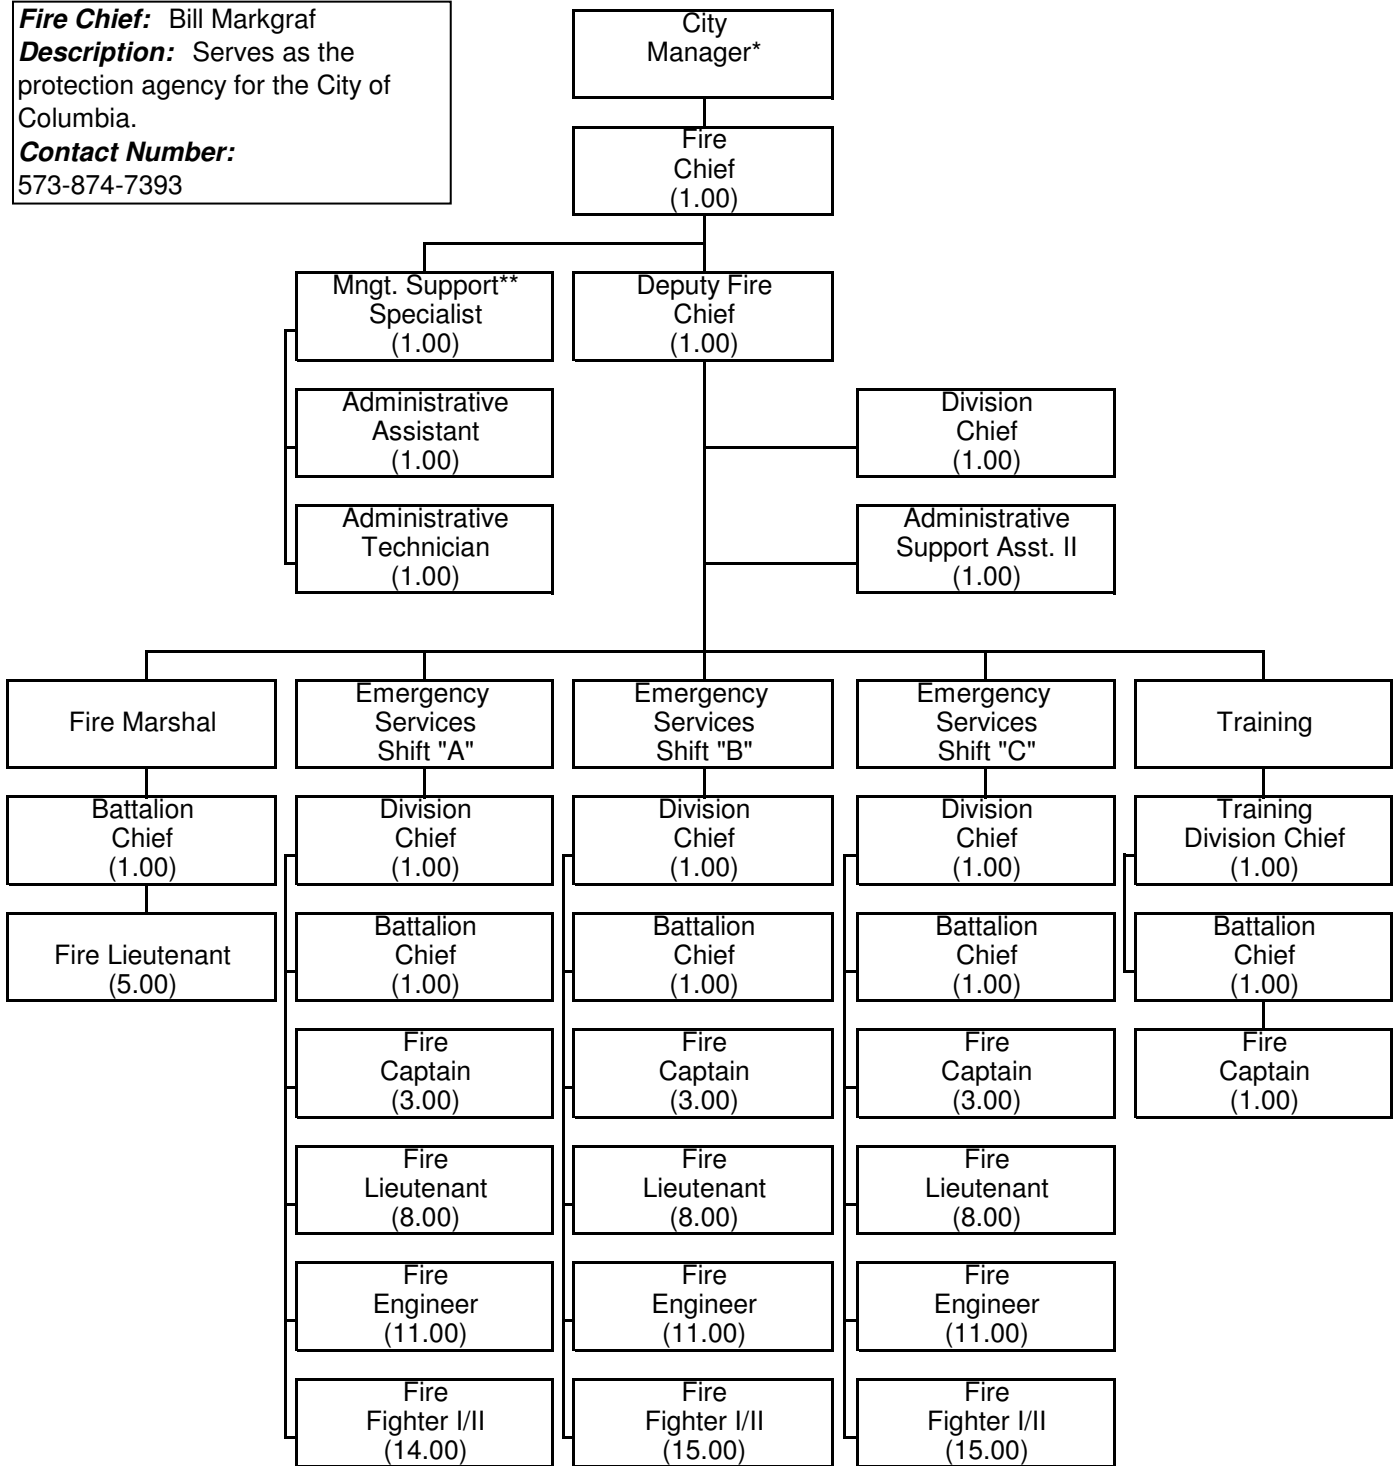 Fire Chief: Bill Markgraf
Description: Serves as the
protection agency for the City of
Columbia.
Contact Number:
573-874-7393
City
Manager*
Fire
Chief
(1.00)
Mngt. Support**
Specialist
(1.00)
Deputy Fire
Chief
(1.00)
Administrative
Assistant
(1.00)
Division
Chief
(1.00)
Administrative
Technician
(1.00)
Administrative
Support Asst. II
(1.00)
Fire Marshal
Emergency
Services
Shift "A"
Emergency
Services
Shift "B"
Emergency
Services
Shift "C"
Training
Battalion
Chief
(1.00)
Division
Chief
(1.00)
Division
Chief
(1.00)
Division
Chief
(1.00)
Training
Division Chief
(1.00)
Fire Lieutenant
(5.00)
Battalion
Chief
(1.00)
Battalion
Chief
(1.00)
Battalion
Chief
(1.00)
Battalion
Chief
(1.00)
Fire
Captain
(3.00)
Fire
Captain
(3.00)
Fire
Captain
(3.00)
Fire
Captain
(1.00)
Fire
Lieutenant
(8.00)
Fire
Lieutenant
(8.00)
Fire
Lieutenant
(8.00)
Fire
Engineer
(11.00)
Fire
Engineer
(11.00)
Fire
Engineer
(11.00)
Fire
Fighter I/II
(14.00)
Fire
Fighter I/II
(15.00)
Fire
Fighter I/II
(15.00)